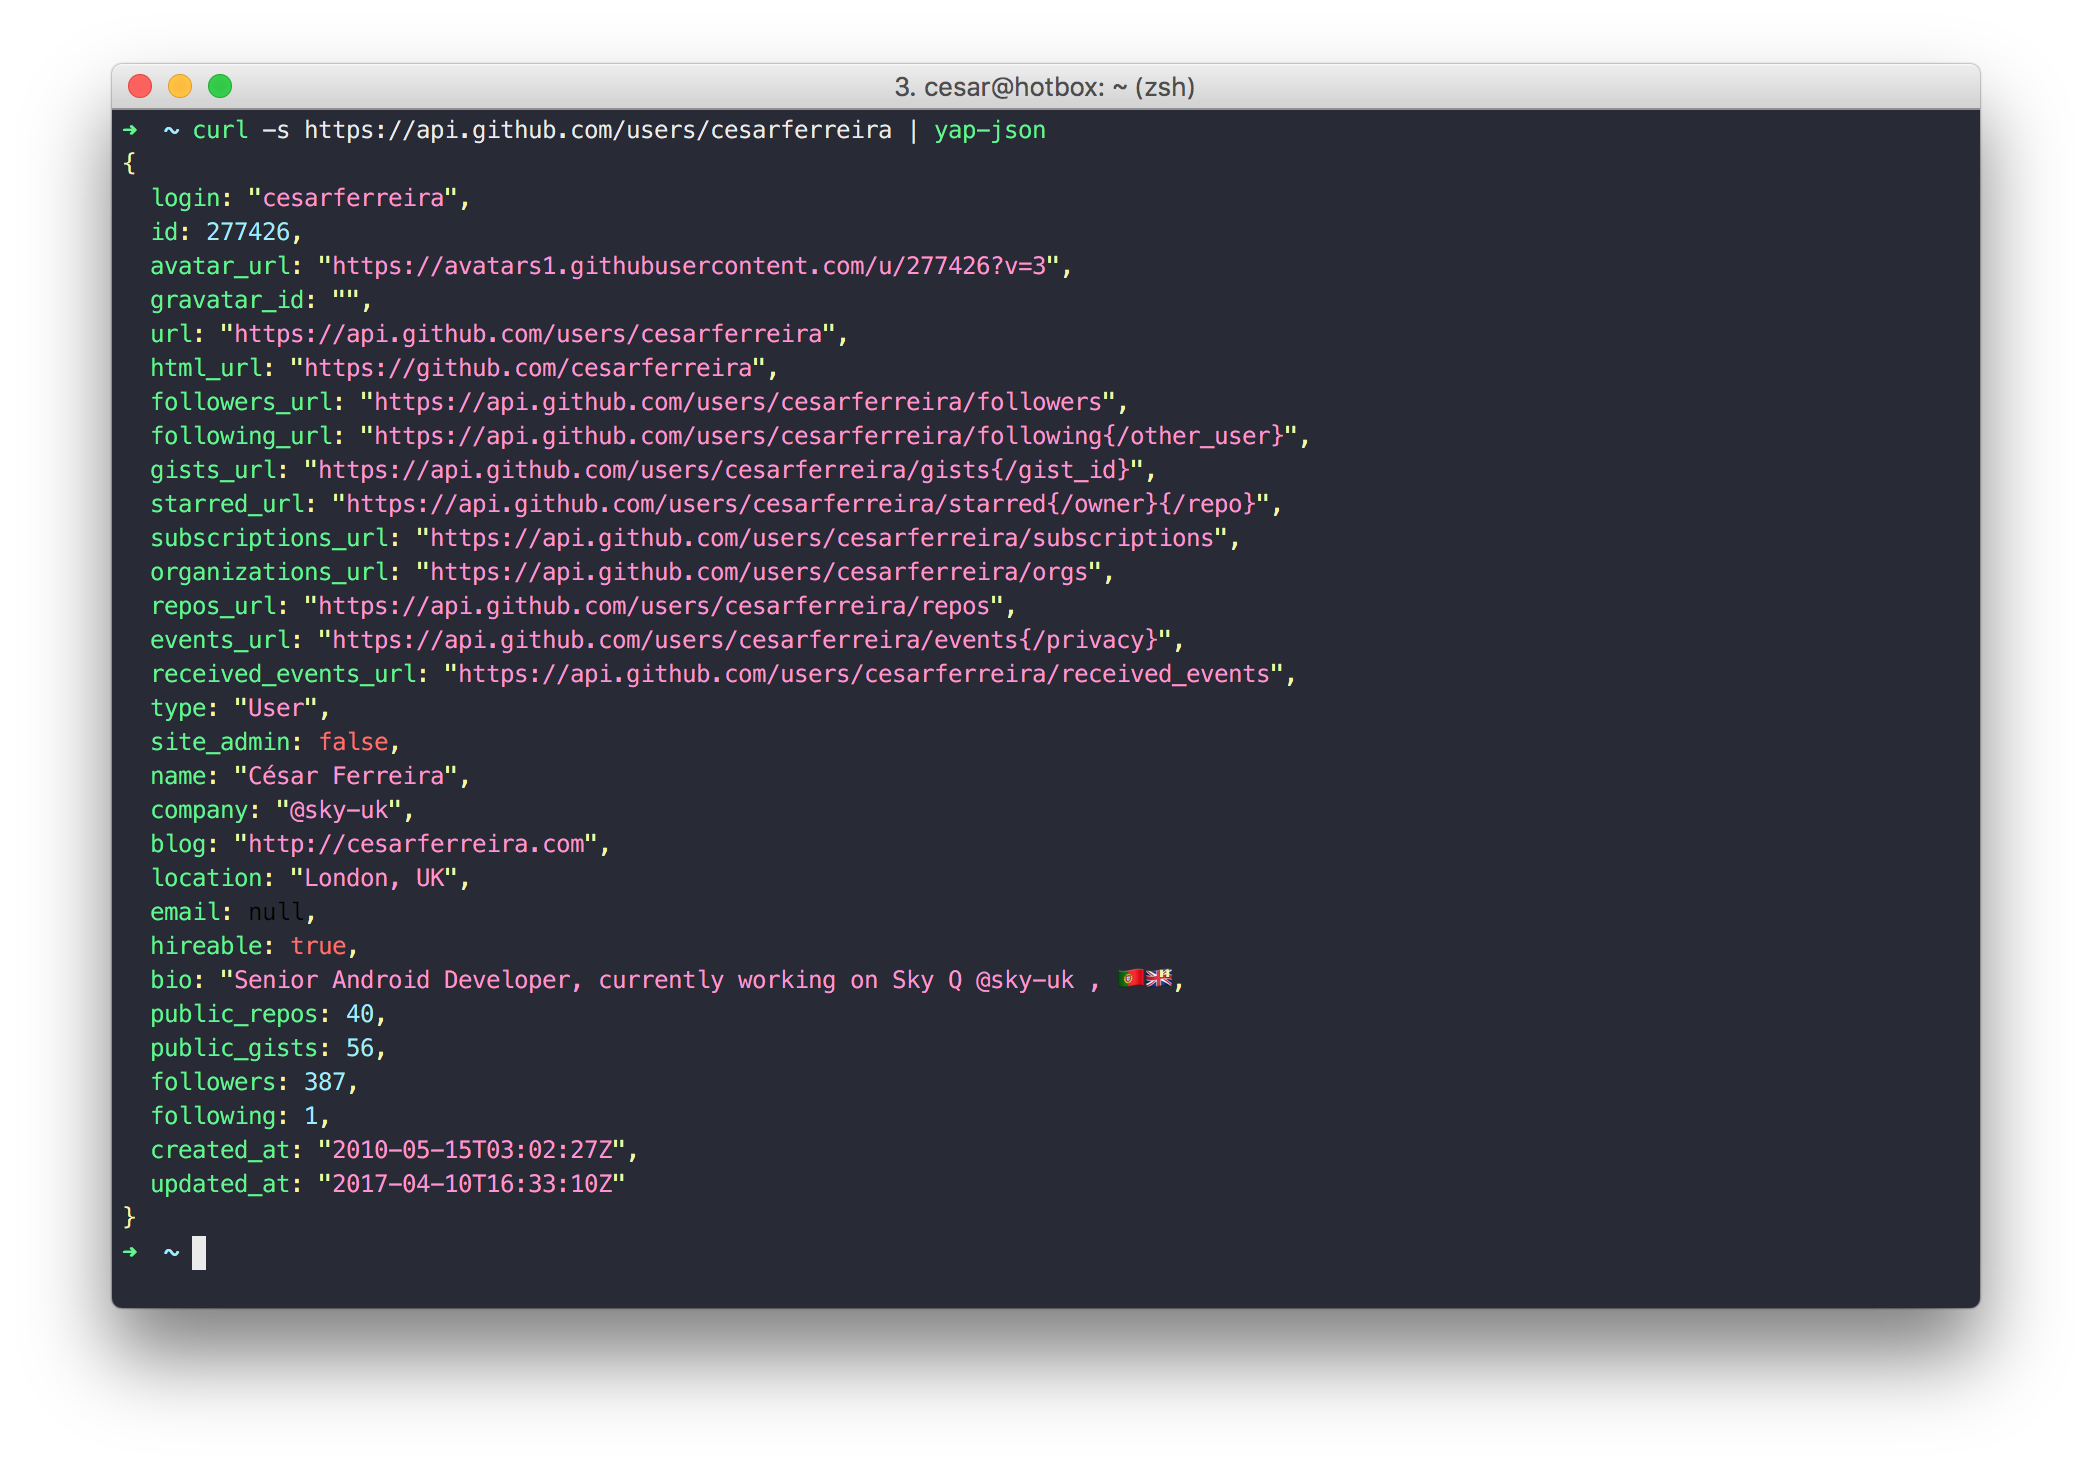 3. cesar@hotbox: ~ (zsh)
➜  ~ curl -s https://api.github.com/users/cesarferreira | yap-json
{
  login: "cesarferreira",
  id: 277426,
  avatar_url: "https://avatars1.githubusercontent.com/u/277426?v=3",
  gravatar_id: "",
  url: "https://api.github.com/users/cesarferreira",
  html_url: "https://github.com/cesarferreira",
  followers_url: "https://api.github.com/users/cesarferreira/followers",
  following_url: "https://api.github.com/users/cesarferreira/following{/other_user}",
  gists_url: "https://api.github.com/users/cesarferreira/gists{/gist_id}",
  starred_url: "https://api.github.com/users/cesarferreira/starred{/owner}{/repo}",
  subscriptions_url: "https://api.github.com/users/cesarferreira/subscriptions",
  organizations_url: "https://api.github.com/users/cesarferreira/orgs",
  repos_url: "https://api.github.com/users/cesarferreira/repos",
  events_url: "https://api.github.com/users/cesarferreira/events{/privacy}",
  received_events_url: "https://api.github.com/users/cesarferreira/received_events",
  type: "User",
  site_admin: false,
  name: "César Ferreira",
  company: "@sky-uk",
  blog: "http://cesarferreira.com",
  location: "London, UK",
  email: null,
  hireable: true,
  bio: "Senior Android Developer, currently working on Sky Q @sky-uk , 🇵🇹🇬🇧",
  public_repos: 40,
  public_gists: 56,
  followers: 387,
  following: 1,
  created_at: "2010-05-15T03:02:27Z",
  updated_at: "2017-04-10T16:33:10Z"
}
➜  ~